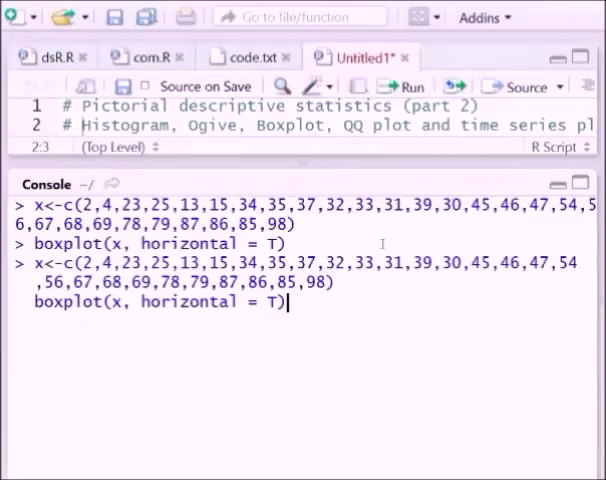 Go to file/function
Addins
dsR.R
com.R
code.txt
Untitled1*
Source on Save
Run
Source
1 # Pictorial descriptive statistics (part 2)
2 # Histogram, Ogive, Boxplot, QQ plot and time series pl
2:3 (Top Level) R Script
Console ~/
> x<-c(2,4,23,25,13,15,34,35,37,32,33,31,39,30,45,46,47,54,5
6,67,68,69,78,79,87,86,85,98)
> boxplot(x, horizontal = T)
> x<-c(2,4,23,25,13,15,34,35,37,32,33,31,39,30,45,46,47,54
,56,67,68,69,78,79,87,86,85,98)
boxplot(x, horizontal = T)